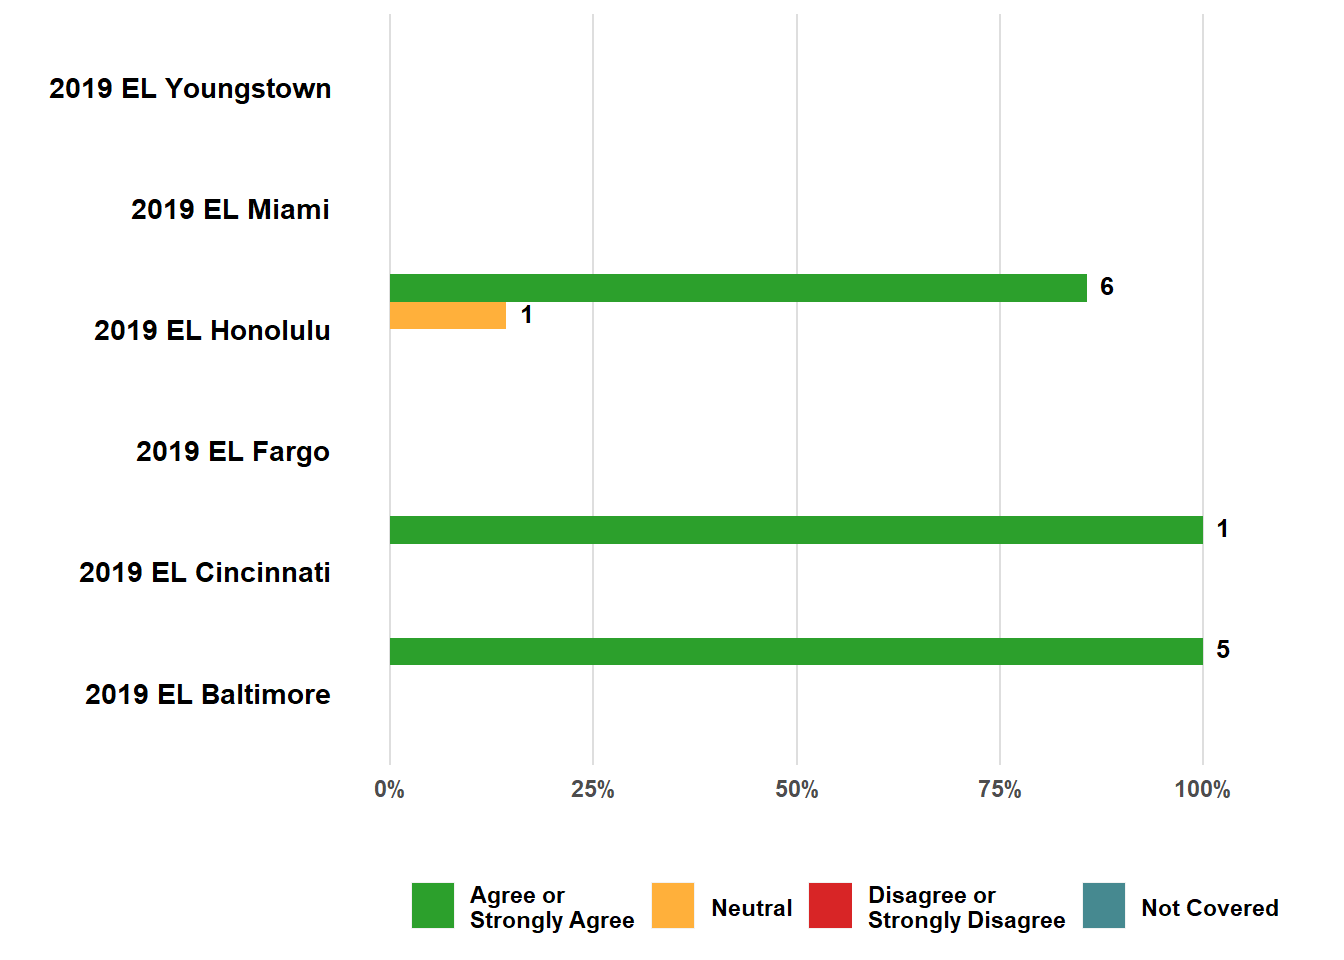 2019 EL Youngstown
2019 EL Miami
6
1
2019 EL Honolulu
2019 EL Fargo
1
2019 EL Cincinnati
5
2019 EL Baltimore
0% 25% 50% 75% 100%
Agree or
Strongly Agree
Neutral
Disagree or
Strongly Disagree
Not Covered